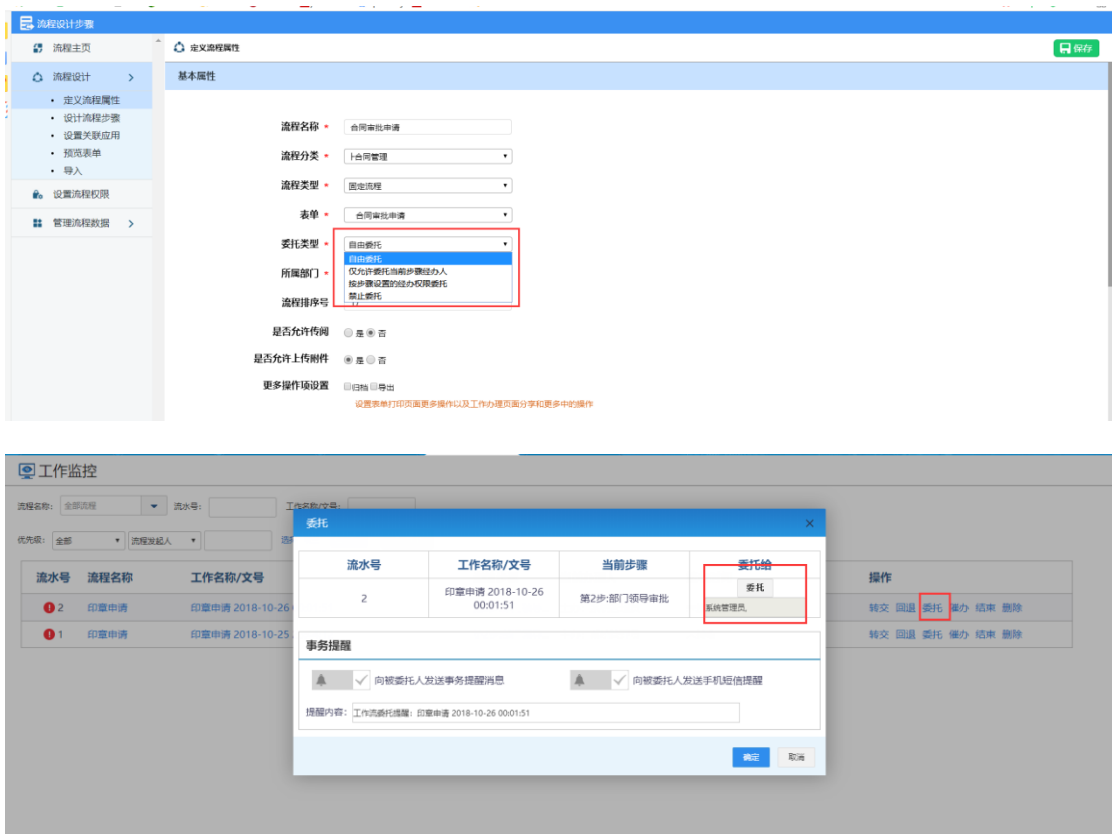 流程设计步骤
流程主页
定义流程属性
保存
流程设计
基本属性
定义流程属性
设计流程步骤
设置关联应用
预览表单
导入
设置流程权限
管理流程数据
流程名称 * 合同审批申请
流程分类 * ├合同管理
流程类型 * 固定流程
表单 * 合同审批申请
委托类型 * 自由委托
自由委托
仅允许委托当前步骤经办人
按步骤设置的经办权限委托
禁止委托
所属部门 *
流程排序号
是否允许传阅 是 否
是否允许上传附件 是 否
更多操作项设置 归档 导出
设置表单打印页面更多操作以及工作办理页面分享和更多中的操作
工作监控
流程名称: 全部流程 流水号: 工作名称/文号:
优先级: 全部 流程发起人
委托 ×
流水号 流程名称 工作名称/文号 操作
2 印章申请 印章申请 2018-10-26 转交 回退 委托 催办 结束 删除
1 印章申请 印章申请 2018-10-25 转交 回退 委托 催办 结束 删除
流水号 工作名称/文号 当前步骤 委托给
2 印章申请 2018-10-26 00:01:51 第2步:部门领导审批 委托
系统管理员,
事务提醒
向被委托人发送事务提醒消息 向被委托人发送手机短信提醒
提醒内容: 工作流委托提醒: 印章申请 2018-10-26 00:01:51
确定 取消